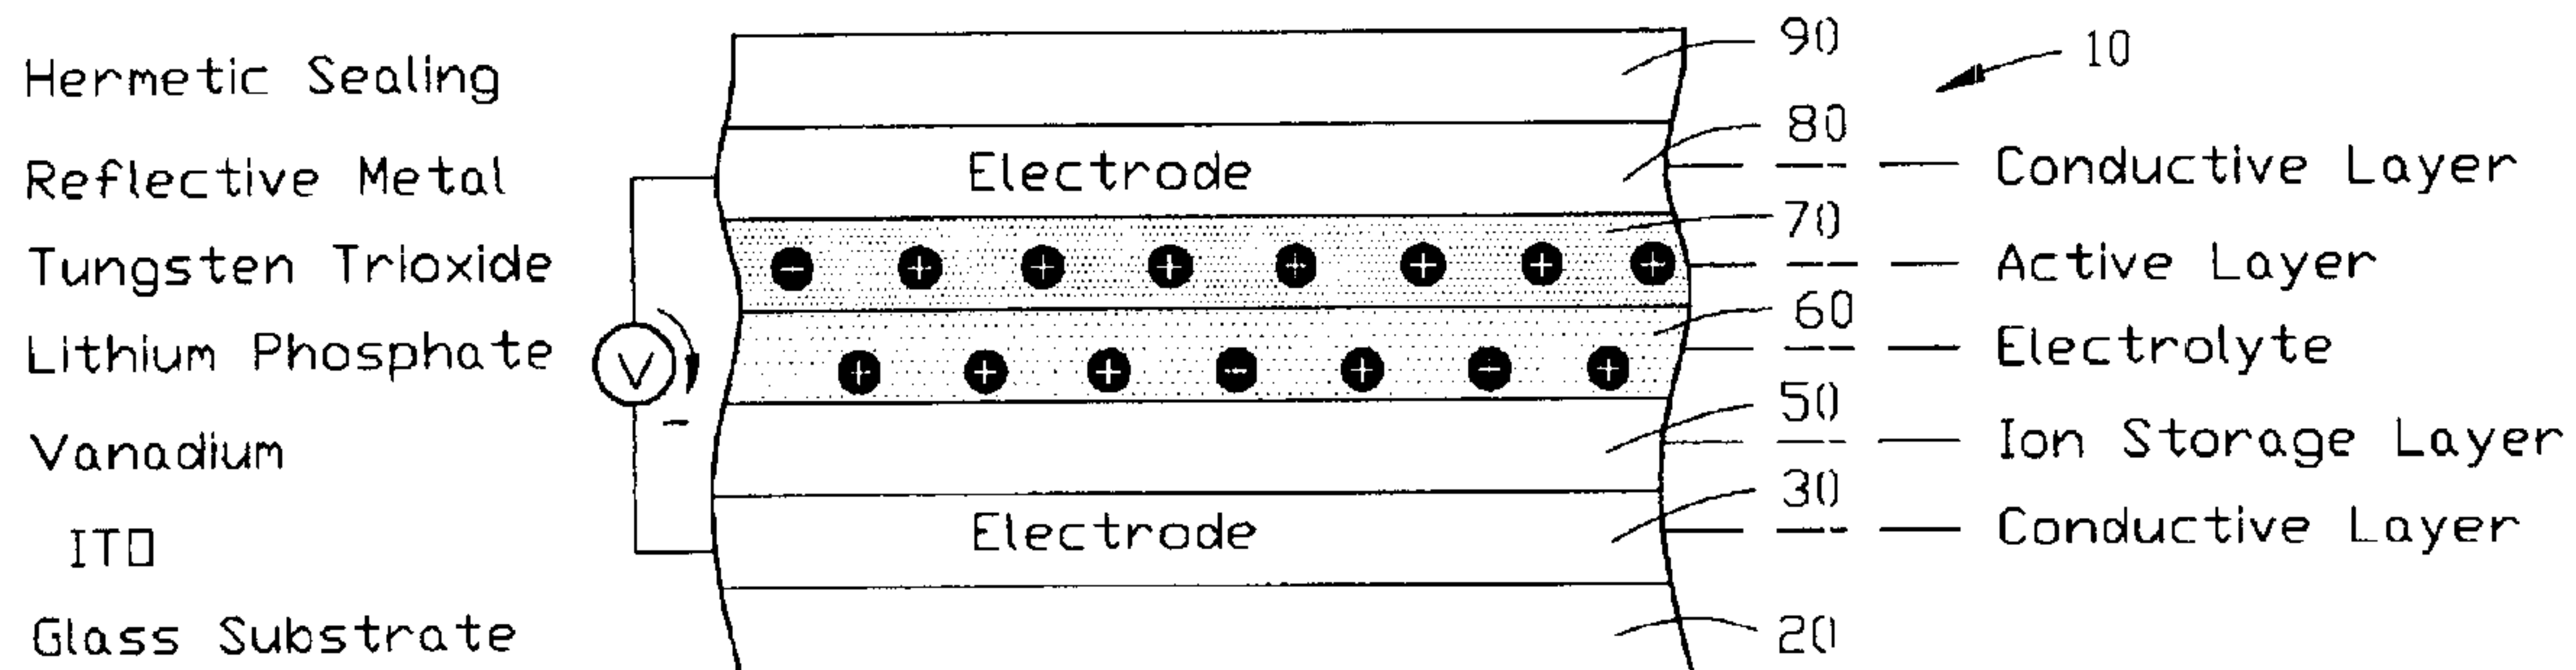 90
10
Hermetic Sealing
80
Reflective Metal Electrode Conductive Layer
70
Tungsten Trioxide - + + + + + + + Active Layer
60
Lithium Phosphate V + + + - + - + Electrolyte
-
50
Vanadium Ion Storage Layer
30
ITO Electrode Conductive Layer
Glass Substrate 20